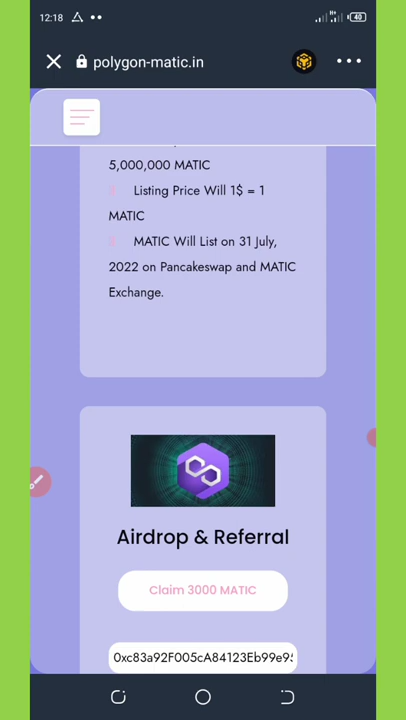 12:18
40
polygon-matic.in
5,000,000 MATIC
Listing Price Will 1$ = 1
MATIC
MATIC Will List on 31 July,
2022 on Pancakeswap and MATIC
Exchange.
Airdrop & Referral
Claim 3000 MATIC
0xc83a92F005cA84123Eb99e95